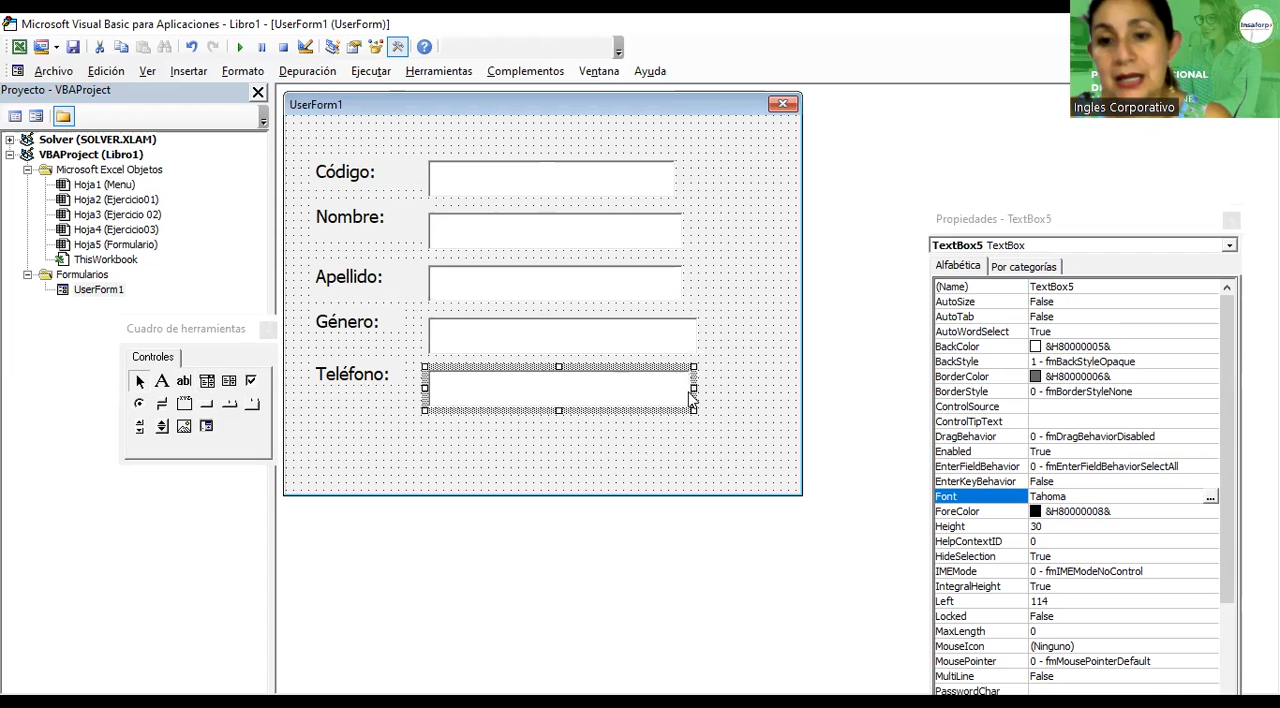 Microsoft Visual Basic para Aplicaciones - Libro1 - [UserForm1 (UserForm)]
Archivo Edición Ver Insertar Formato Depuración Ejecutar Herramientas Complementos Ventana Ayuda
Insaforp
Ingles Corporativo
Proyecto - VBAProject
Solver (SOLVER.XLAM)
VBAProject (Libro1)
Microsoft Excel Objetos
Hoja1 (Menu)
Hoja2 (Ejercicio01)
Hoja3 (Ejercicio 02)
Hoja4 (Ejercicio03)
Hoja5 (Formulario)
ThisWorkbook
Formularios
UserForm1
Cuadro de herramientas
Controles
A abl
UserForm1
Código:
Nombre:
Apellido:
Género:
Teléfono:
Propiedades - TextBox5
TextBox5 TextBox
Alfabética Por categorías
(Name) TextBox5
AutoSize False
AutoTab False
AutoWordSelect True
BackColor &H80000005&
BackStyle 1 - fmBackStyleOpaque
BorderColor &H80000006&
BorderStyle 0 - fmBorderStyleNone
ControlSource
ControlTipText
DragBehavior 0 - fmDragBehaviorDisabled
Enabled True
EnterFieldBehavior 0 - fmEnterFieldBehaviorSelectAll
EnterKeyBehavior False
Font Tahoma ...
ForeColor &H80000008&
Height 30
HelpContextID 0
HideSelection True
IMEMode 0 - fmIMEModeNoControl
IntegralHeight True
Left 114
Locked False
MaxLength 0
MouseIcon (Ninguno)
MousePointer 0 - fmMousePointerDefault
MultiLine False
PasswordChar